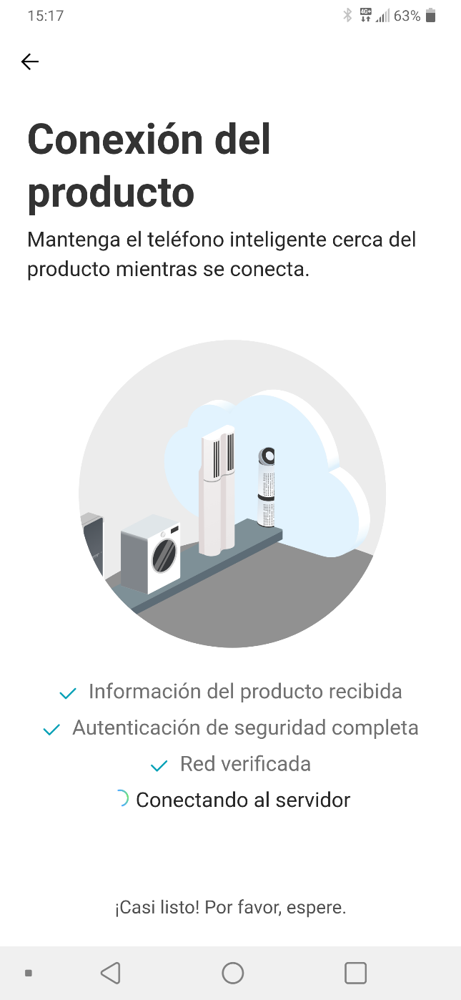 15:17
4G+ 63%
Conexión del
producto
Mantenga el teléfono inteligente cerca del
producto mientras se conecta.
Información del producto recibida
Autenticación de seguridad completa
Red verificada
Conectando al servidor
¡Casi listo! Por favor, espere.